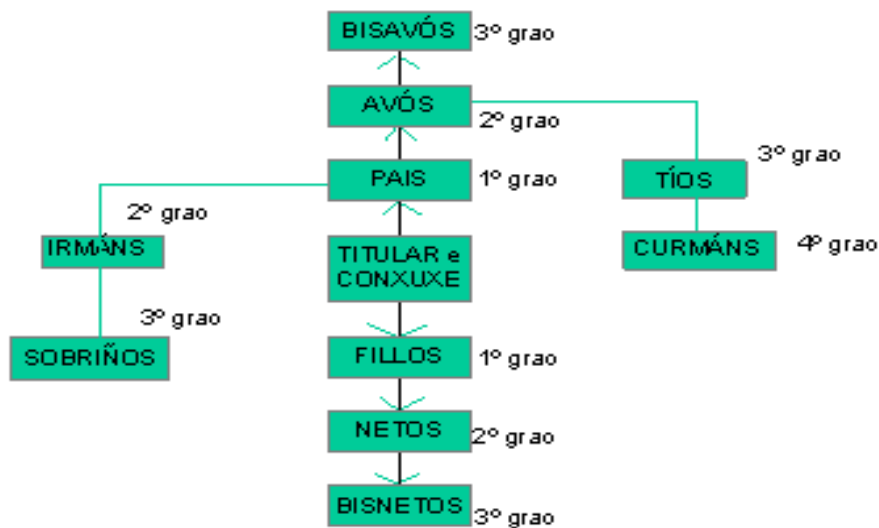 BISAVÓS 3º grao
AVÓS
2º grao
PAIS 1º grao
3º grao
TÍOS
2º grao
IRMÁNS
TITULAR e
CONXUXE
CURMÁNS 4º grao
3º grao
SOBRIÑOS
FILLOS 1º grao
NETOS 2º grao
BISNETOS 3º grao